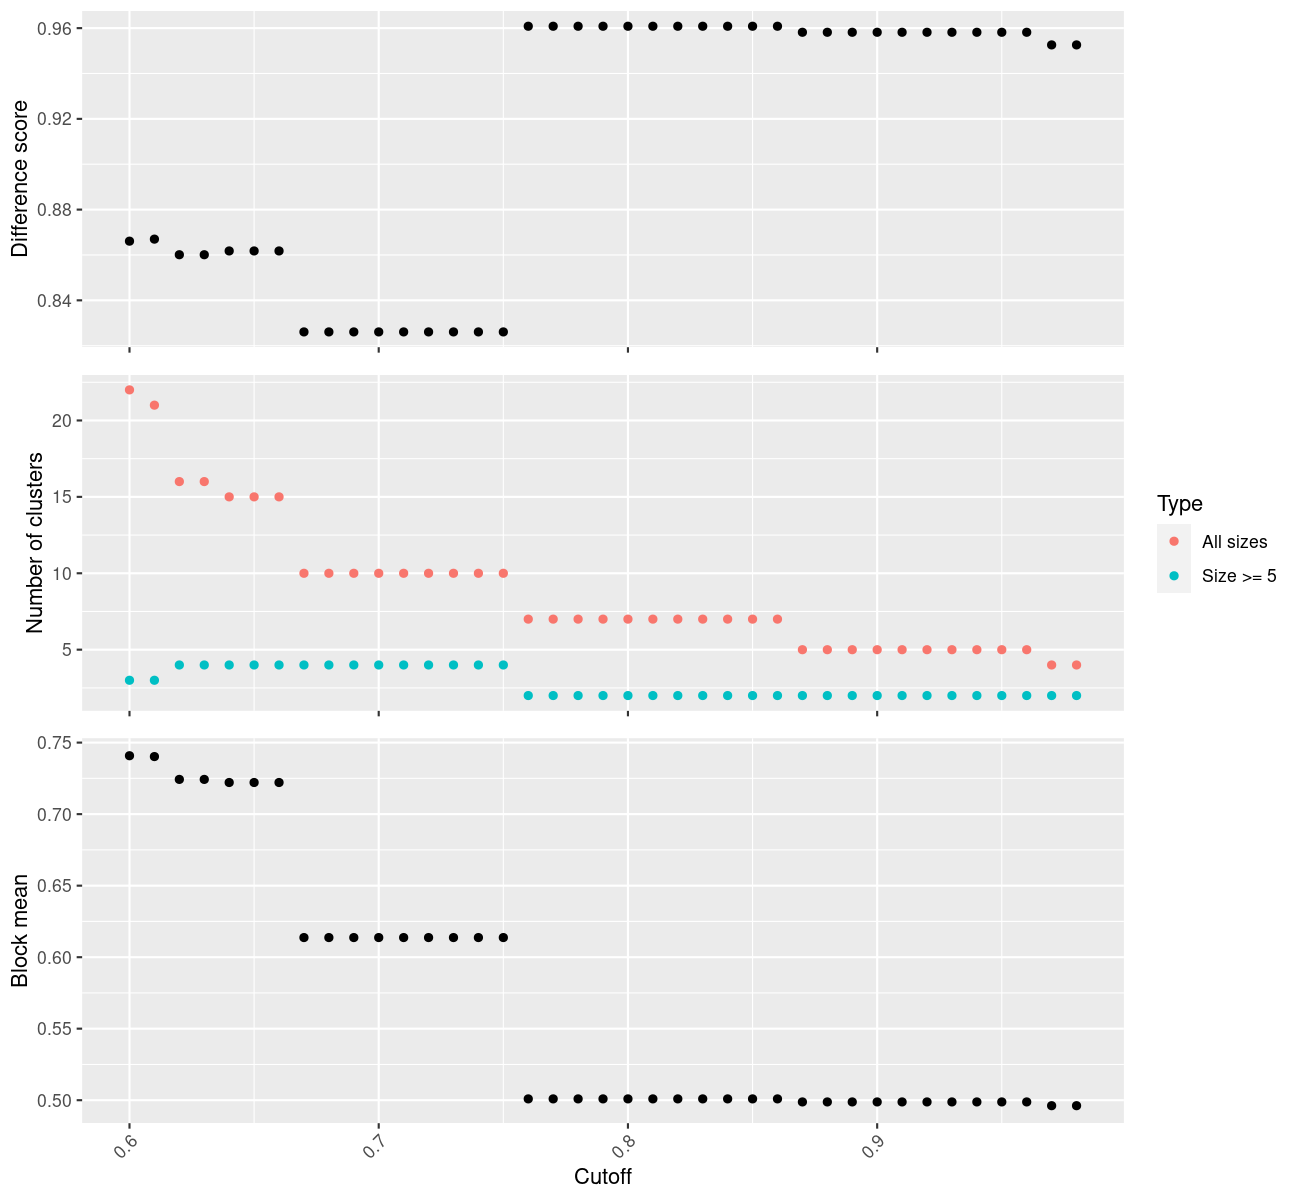 Difference score
0.96
0.92
0.88
0.84
Number of clusters
20
15
10
5
Type
All sizes
Size >= 5
Block mean
0.75
0.70
0.65
0.60
0.55
0.50
0.6 0.7 0.8 0.9
Cutoff